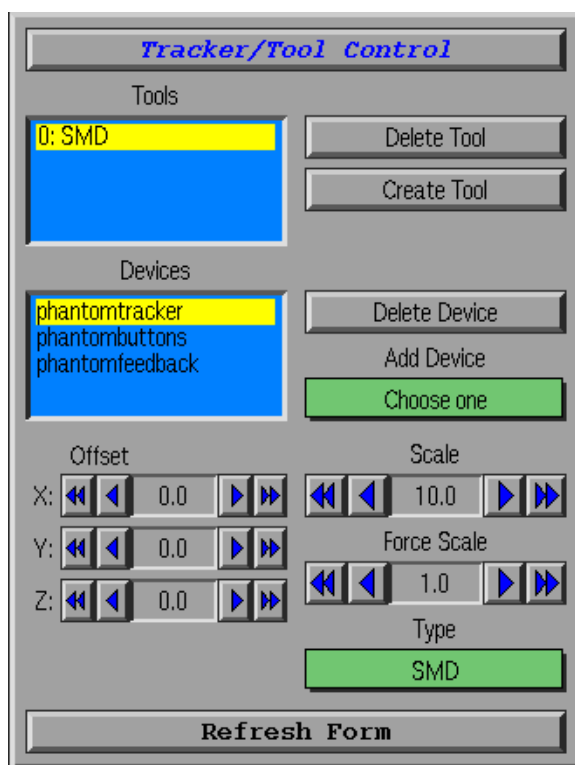 Tracker/Tool Control
Tools
0: SMD
Delete Tool
Create Tool
Devices
phantomtracker
phantombuttons
phantomfeedback
Delete Device
Add Device
Choose one
Offset
X: 0.0
Y: 0.0
Z: 0.0
Scale
10.0
Force Scale
1.0
Type
SMD
Refresh Form